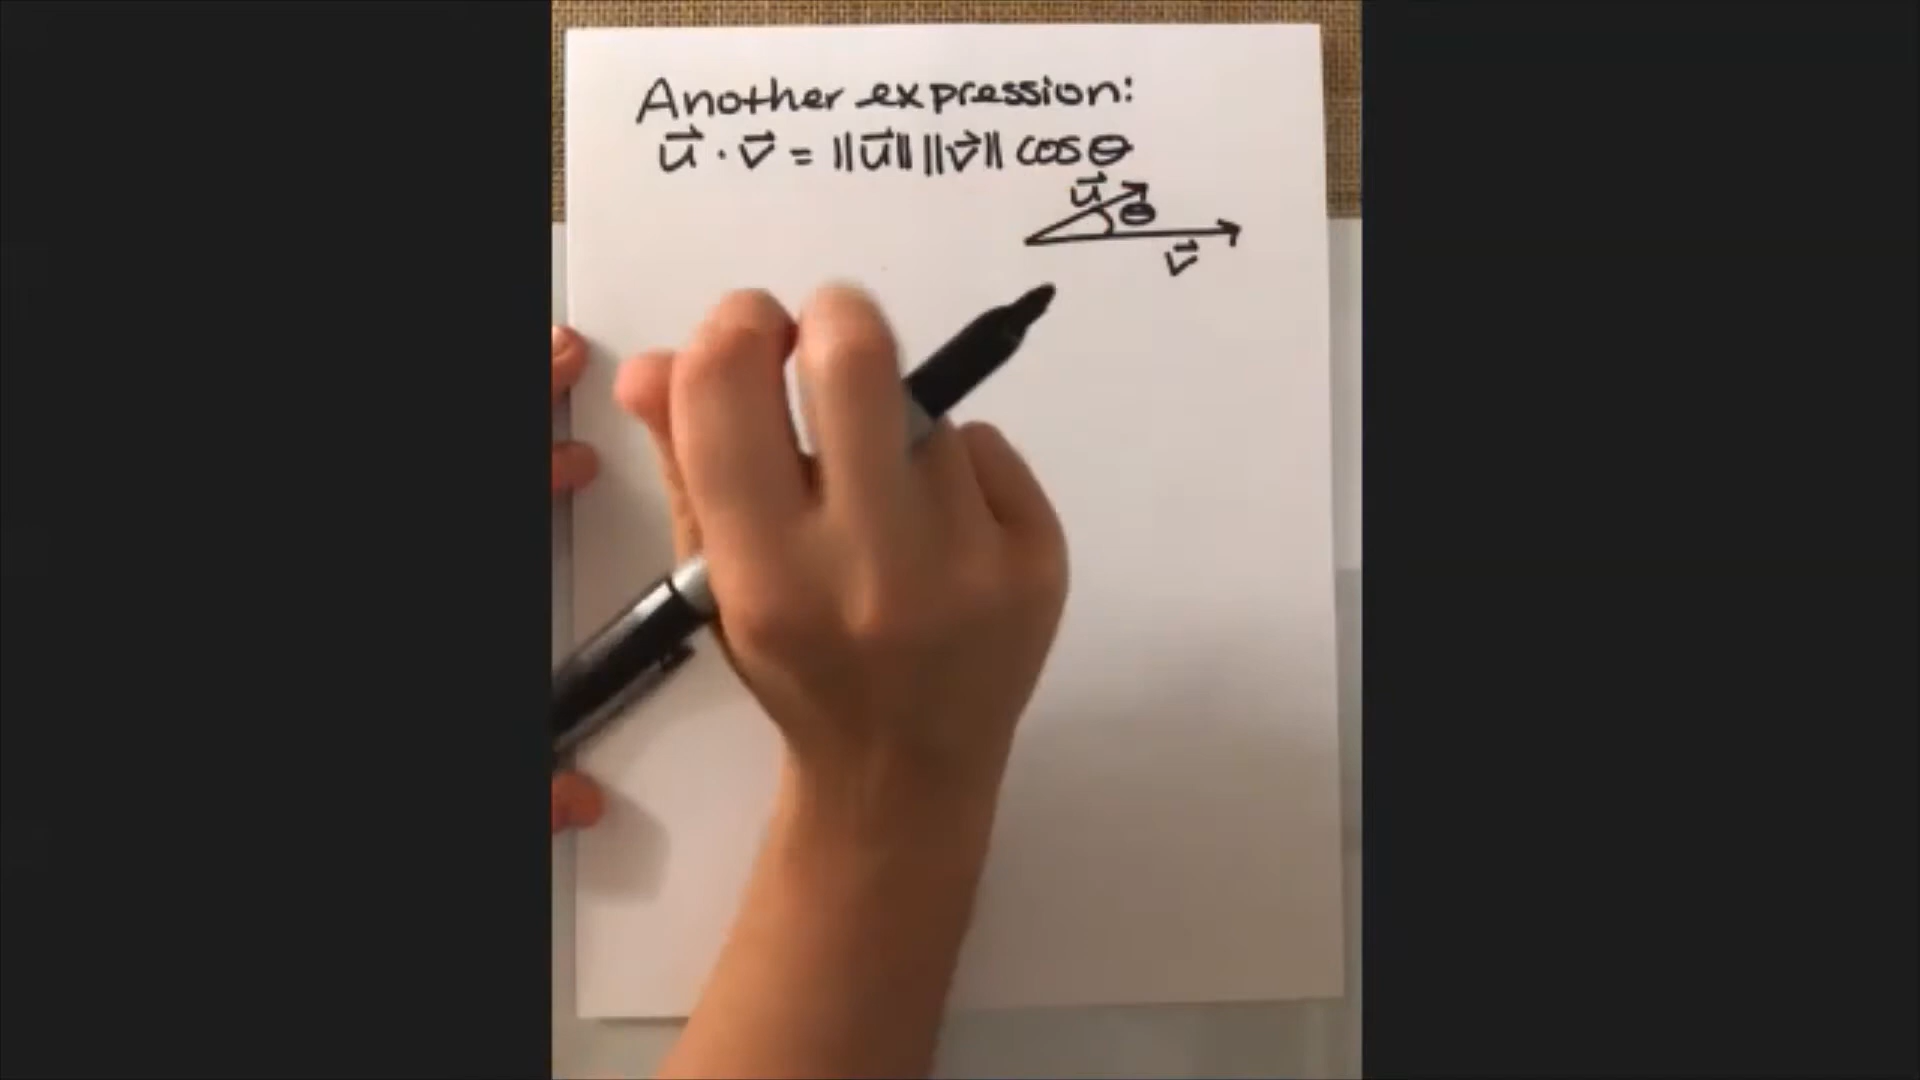 Another expression:
u⃗ · v⃗ = ||u⃗|| ||v⃗|| cos θ
u⃗
θ
v⃗